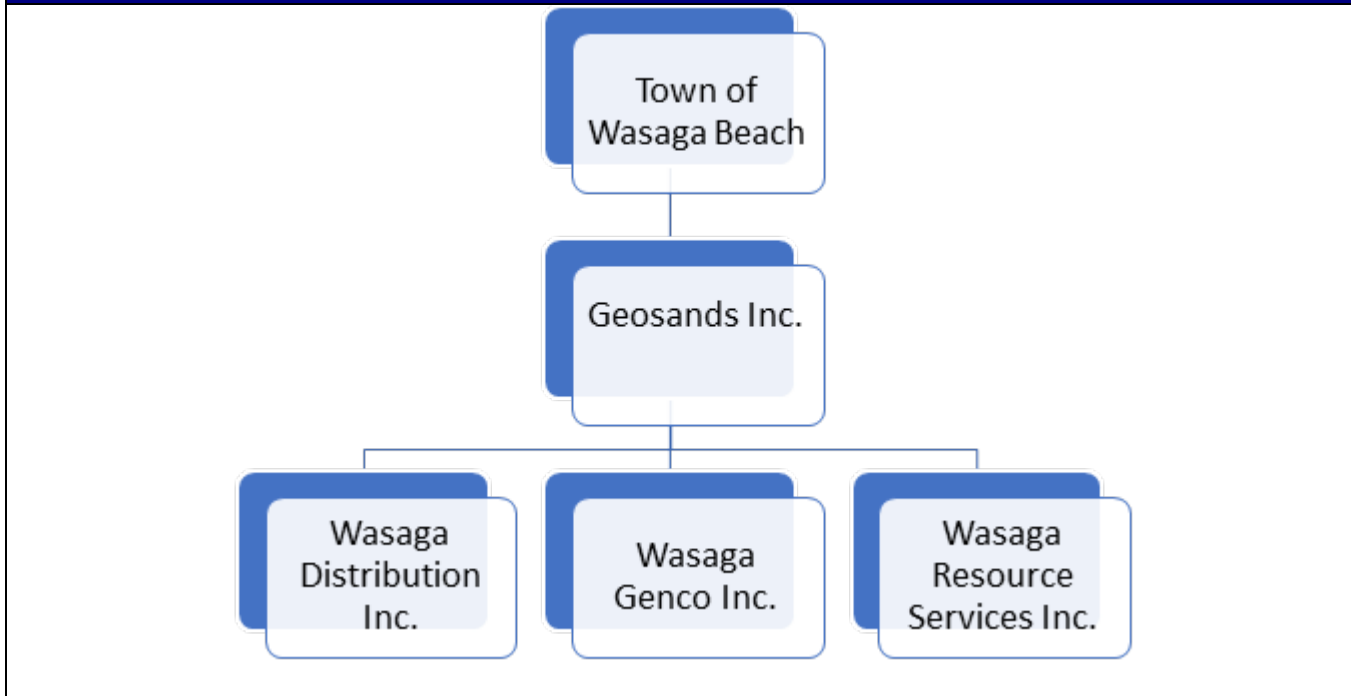 Town of
Wasaga Beach
Geosands Inc.
Wasaga
Distribution
Inc.
Wasaga
Genco Inc.
Wasaga
Resource
Services Inc.